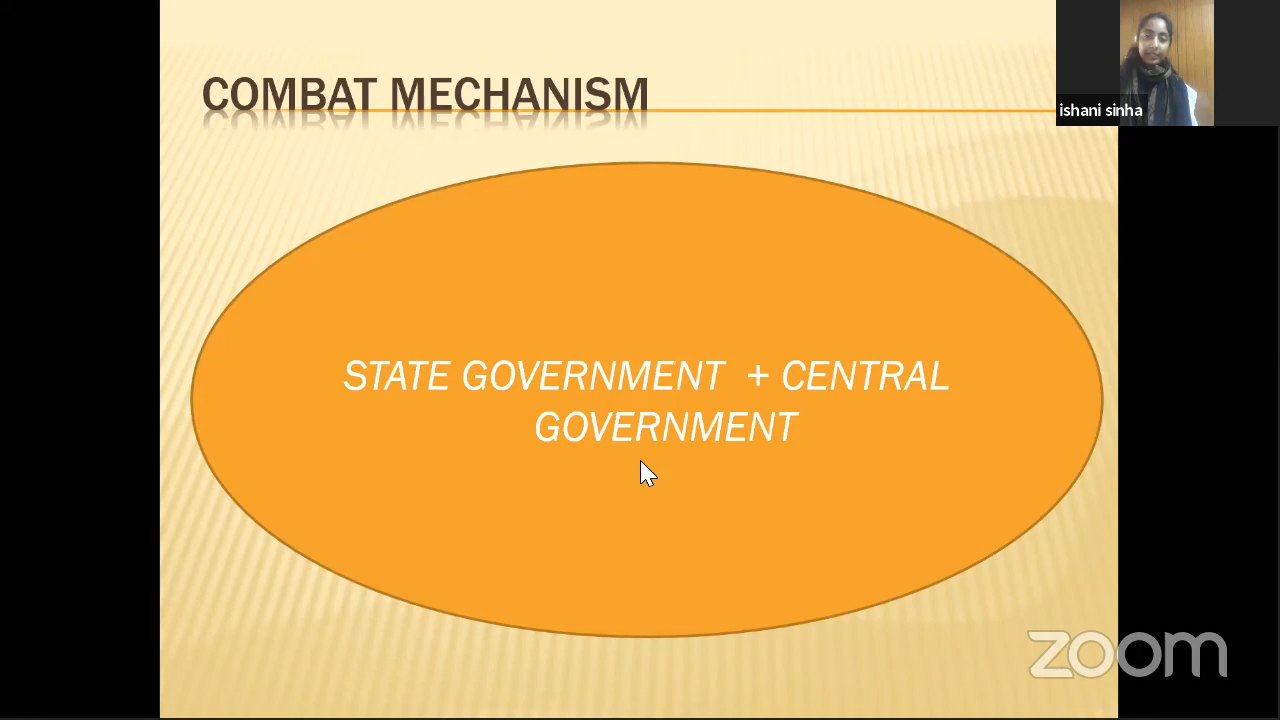 COMBAT MECHANISM
ishani sinha
STATE GOVERNMENT + CENTRAL
GOVERNMENT
zoom